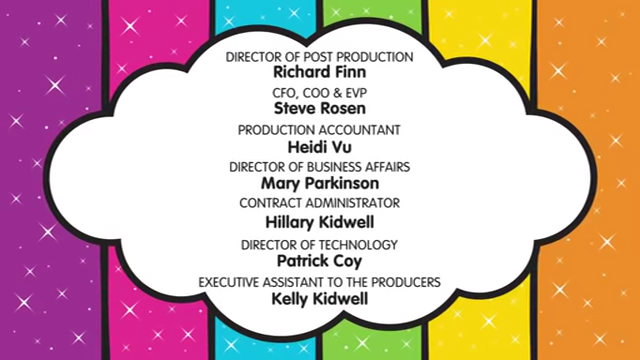 DIRECTOR OF POST PRODUCTION
Richard Finn
CFO, COO & EVP
Steve Rosen
PRODUCTION ACCOUNTANT
Heidi Vu
DIRECTOR OF BUSINESS AFFAIRS
Mary Parkinson
CONTRACT ADMINISTRATOR
Hillary Kidwell
DIRECTOR OF TECHNOLOGY
Patrick Coy
EXECUTIVE ASSISTANT TO THE PRODUCERS
Kelly Kidwell